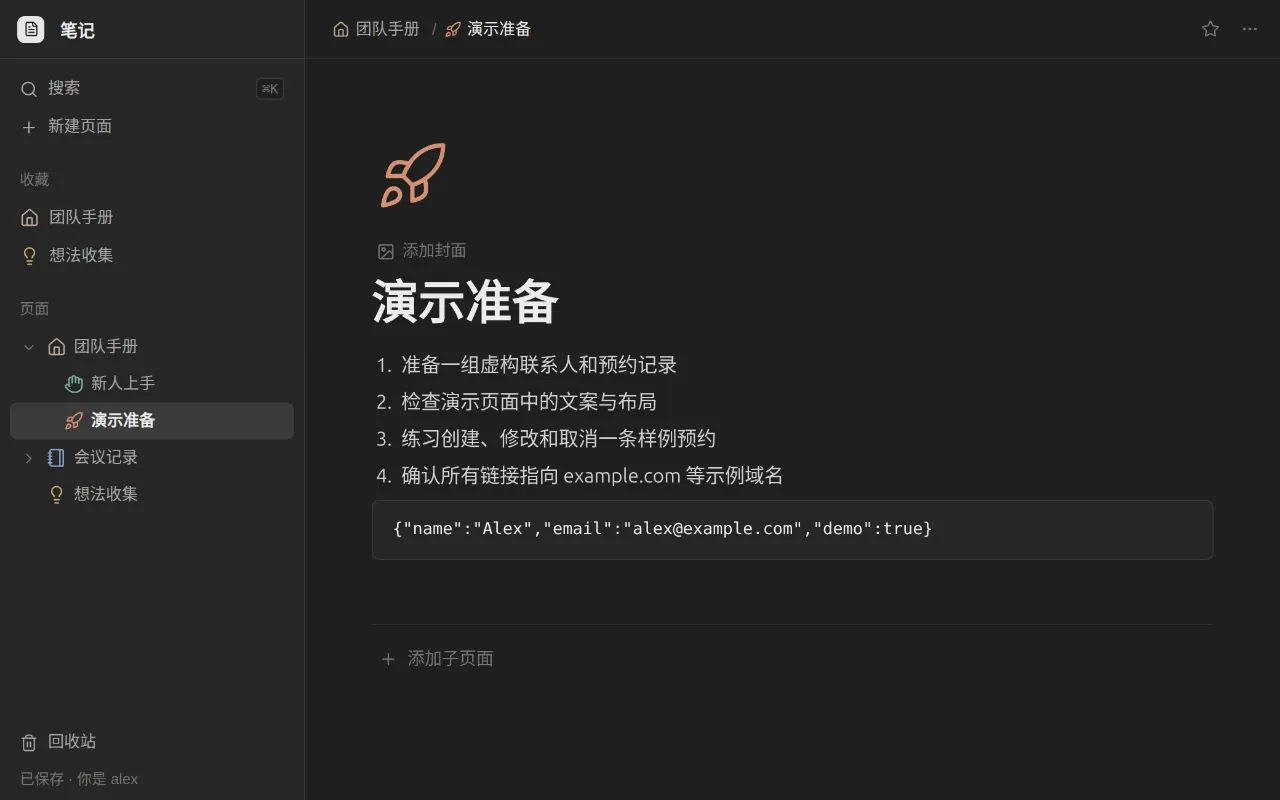 笔记
搜索 ⌘K
新建页面
收藏
团队手册
想法收集
页面
团队手册
新人上手
演示准备
会议记录
想法收集
回收站
已保存 · 你是 alex
团队手册 / 演示准备
添加封面
演示准备
1. 准备一组虚构联系人和预约记录
2. 检查演示页面中的文案与布局
3. 练习创建、修改和取消一条样例预约
4. 确认所有链接指向 example.com 等示例域名
{"name":"Alex","email":"alex@example.com","demo":true}
添加子页面